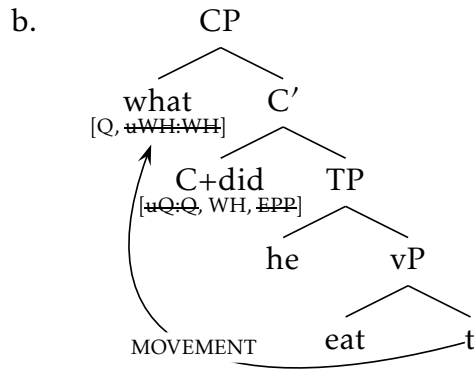 b.
CP
what
C′
[Q, uWH:WH]
C+did
TP
[uQ:Q, WH, EPP]
he
vP
eat
t
MOVEMENT